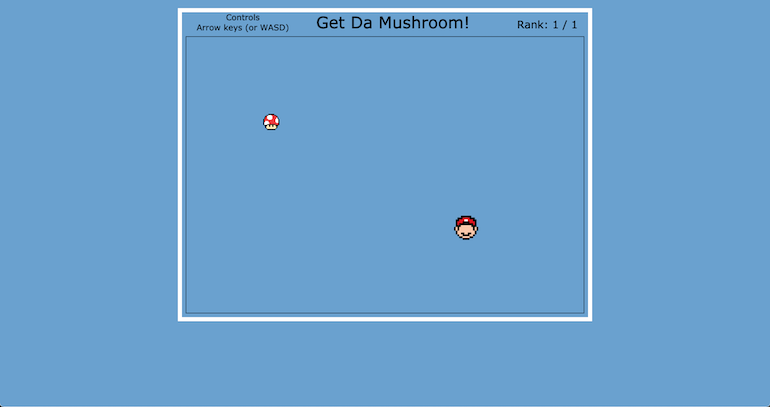 Controls
Arrow keys (or WASD)
Get Da Mushroom!
Rank: 1 / 1